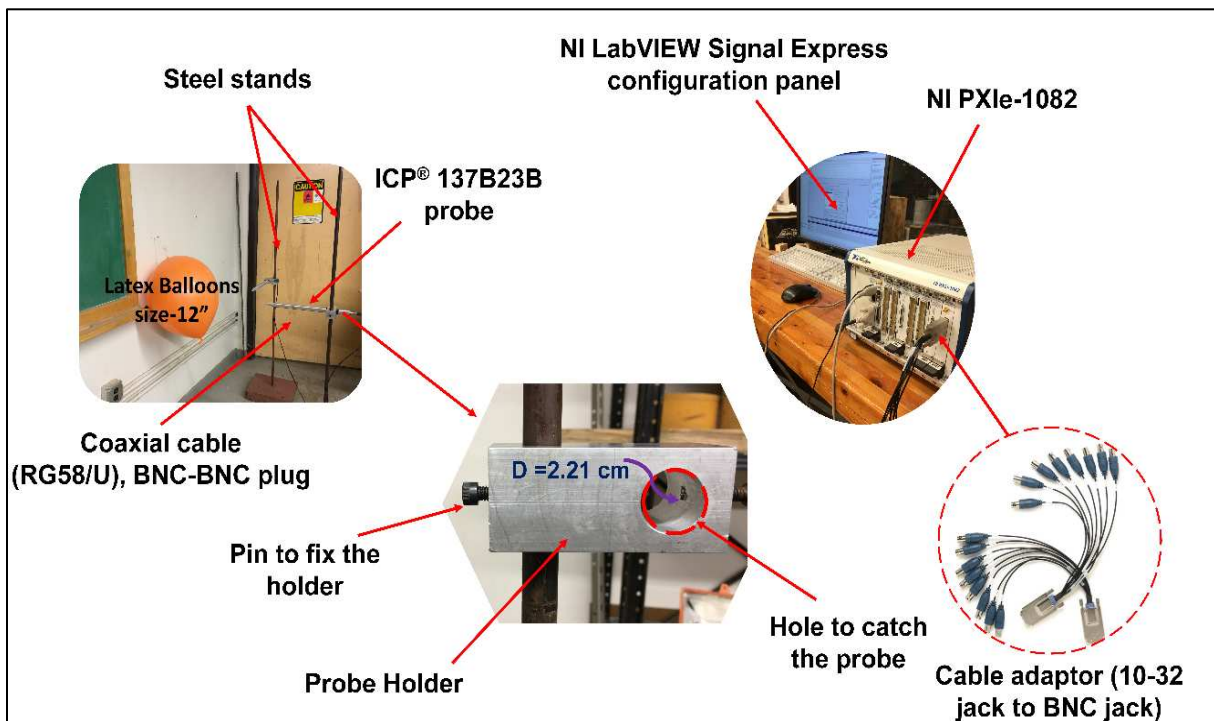 NI LabVIEW Signal Express
configuration panel
Steel stands
NI PXIe-1082
ICP® 137B23B
probe
CAUTION
Latex Balloons
size-12”
Coaxial cable
(RG58/U), BNC-BNC plug
D =2.21 cm
Pin to fix the
holder
Hole to catch
the probe
Probe Holder
Cable adaptor (10-32
jack to BNC jack)